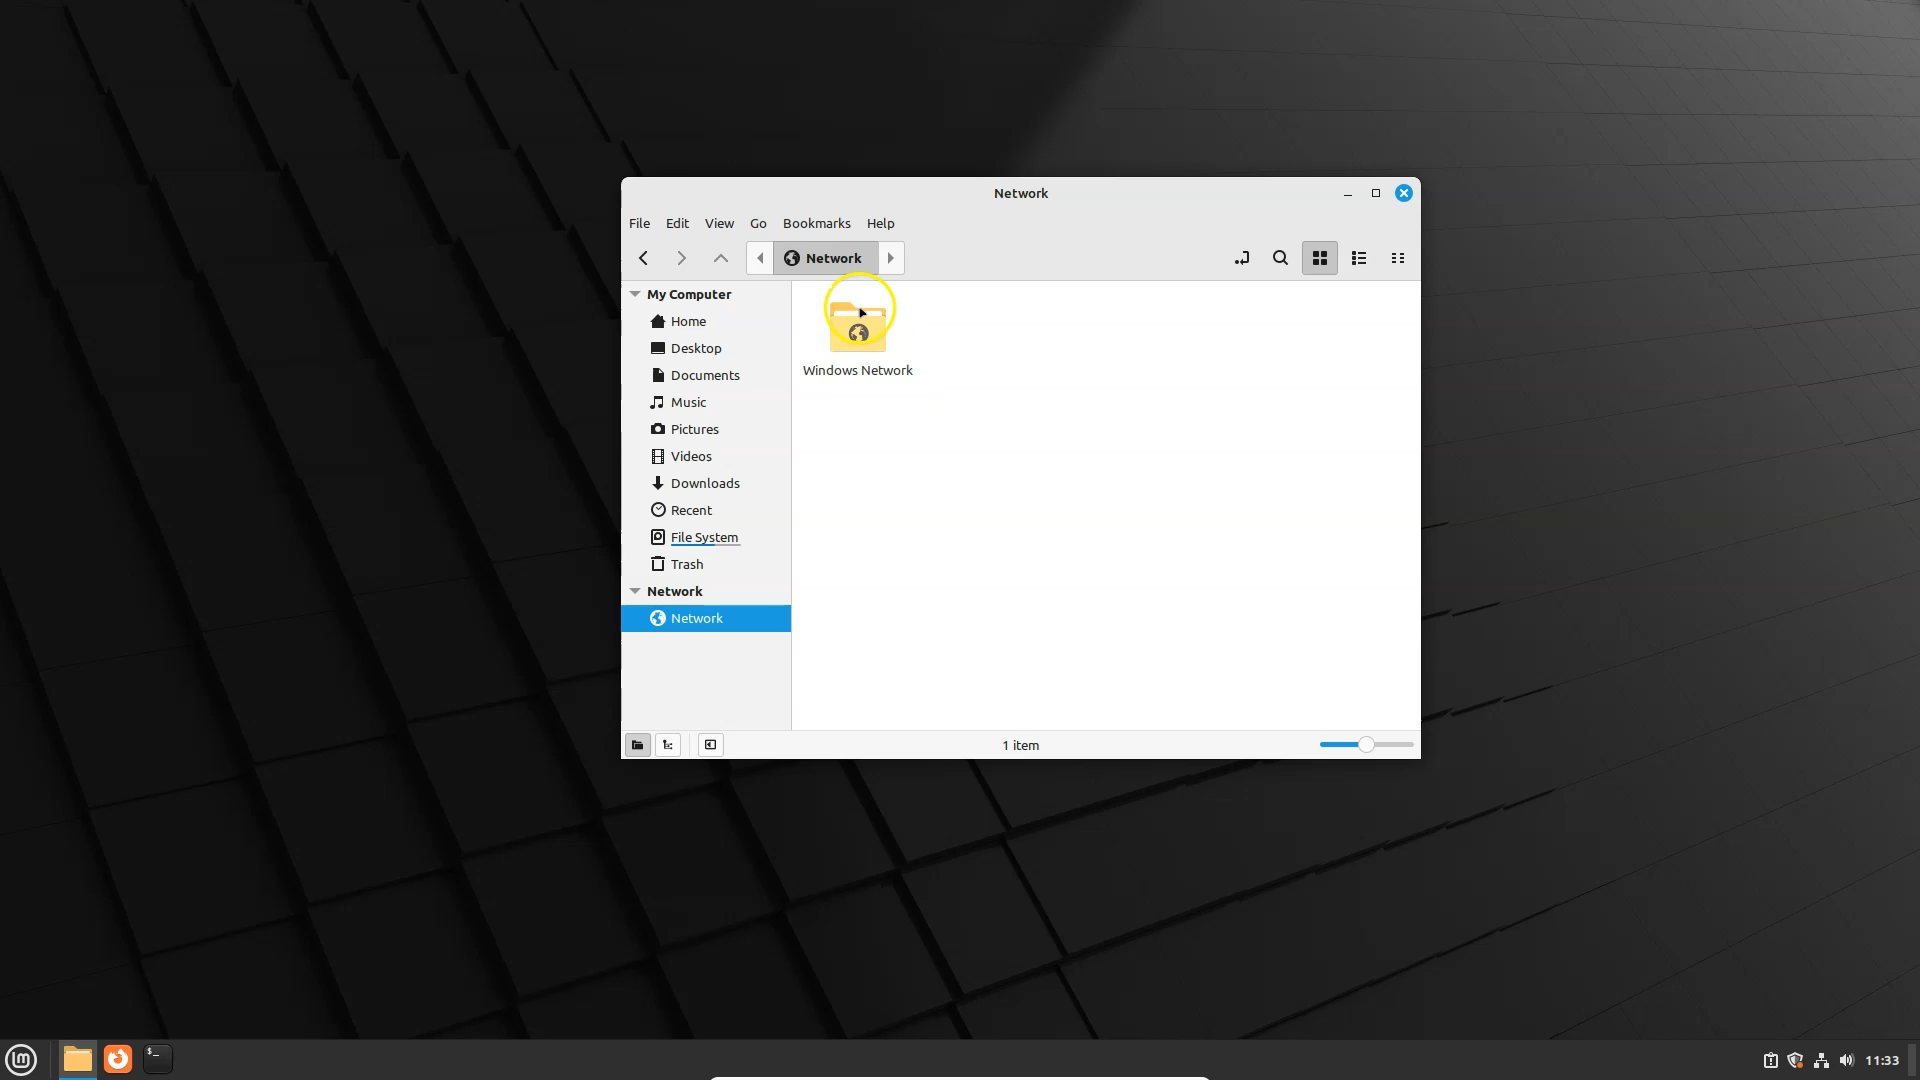 Network
File Edit View Go Bookmarks Help
Network
My Computer
Home
Desktop
Documents
Music
Pictures
Videos
Downloads
Recent
File System
Trash
Network
Network
Windows Network
1 item
lm
$_
11:33